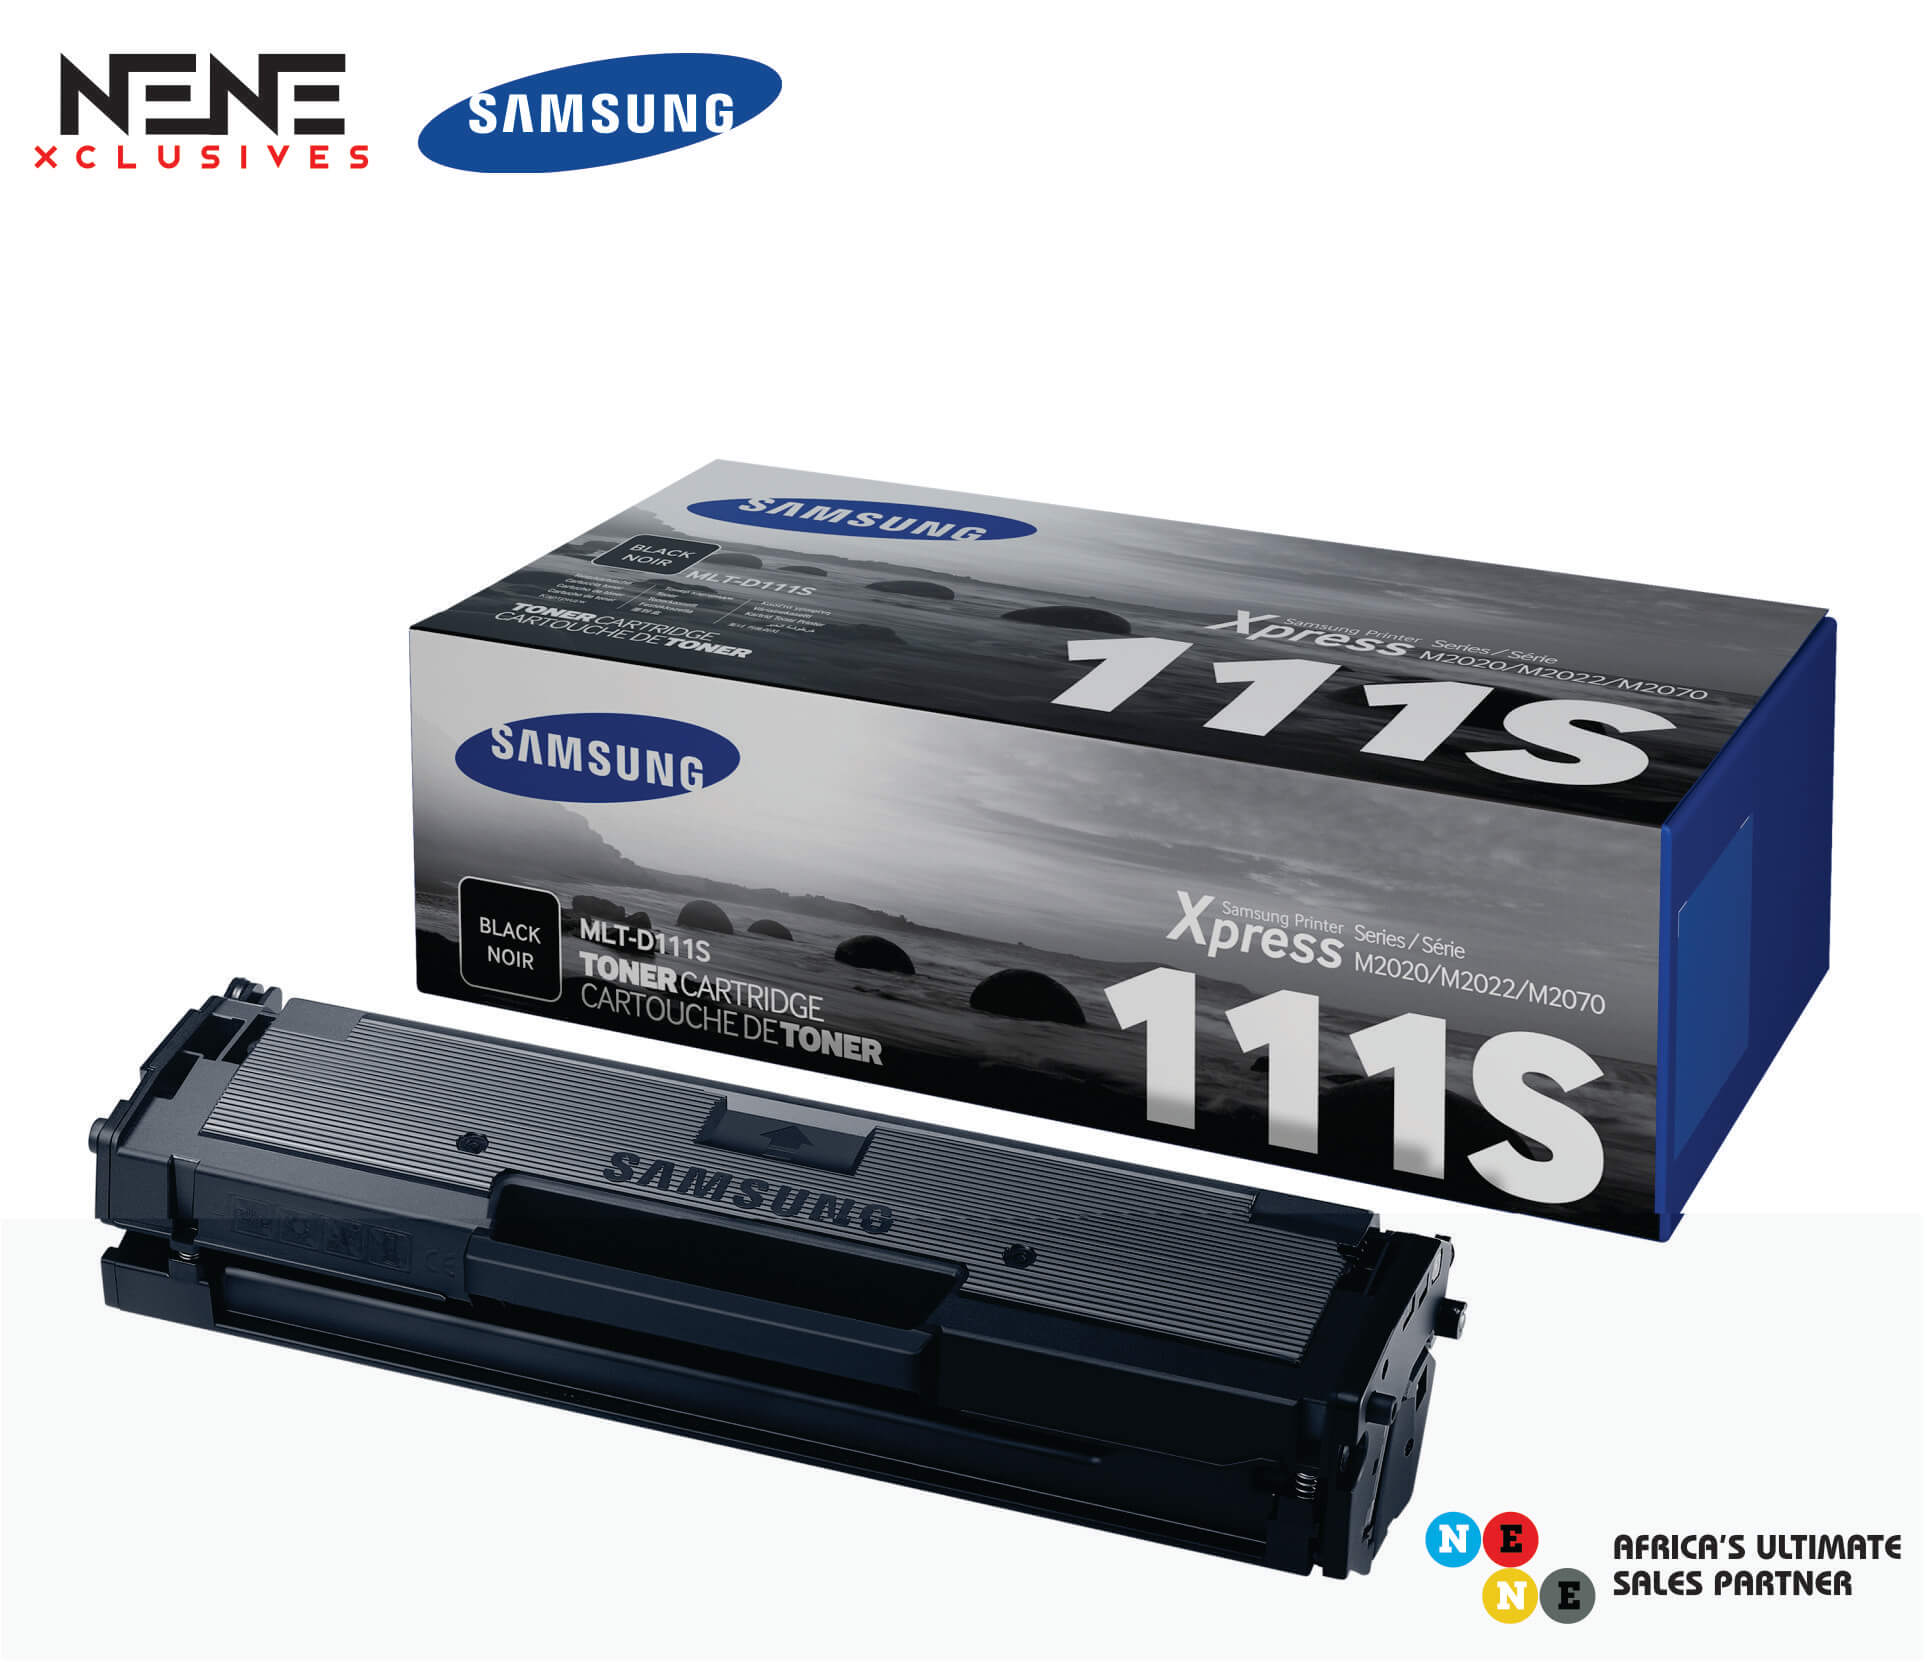 NENE
XCLUSIVES
SAMSUNG
SAMSUNG
BLACK
NOIR
MLT-D111S
TONER CARTRIDGE
CARTOUCHE DE TONER
Xpress
Samsung Printer
Series / Série
M2020/M2022/M2070
111S
SAMSUNG
BLACK
NOIR
MLT-D111S
TONER CARTRIDGE
CARTOUCHE DE TONER
Xpress
Samsung Printer
Series / Série
M2020/M2022/M2070
111S
SAMSUNG
NENE
AFRICA'S ULTIMATE
SALES PARTNER